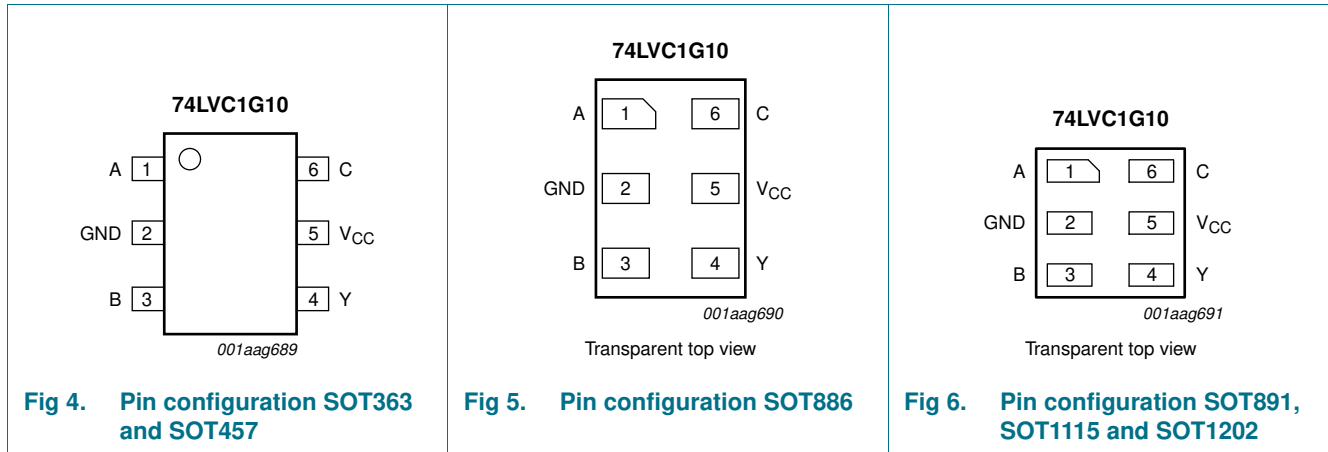 74LVC1G10
A 1 6 C
GND 2 5 VCC
B 3 4 Y
001aag689
Fig 4. Pin configuration SOT363
and SOT457
74LVC1G10
A 1 6 C
GND 2 5 VCC
B 3 4 Y
001aag690
Transparent top view
Fig 5. Pin configuration SOT886
74LVC1G10
A 1 6 C
GND 2 5 VCC
B 3 4 Y
001aag691
Transparent top view
Fig 6. Pin configuration SOT891,
SOT1115 and SOT1202